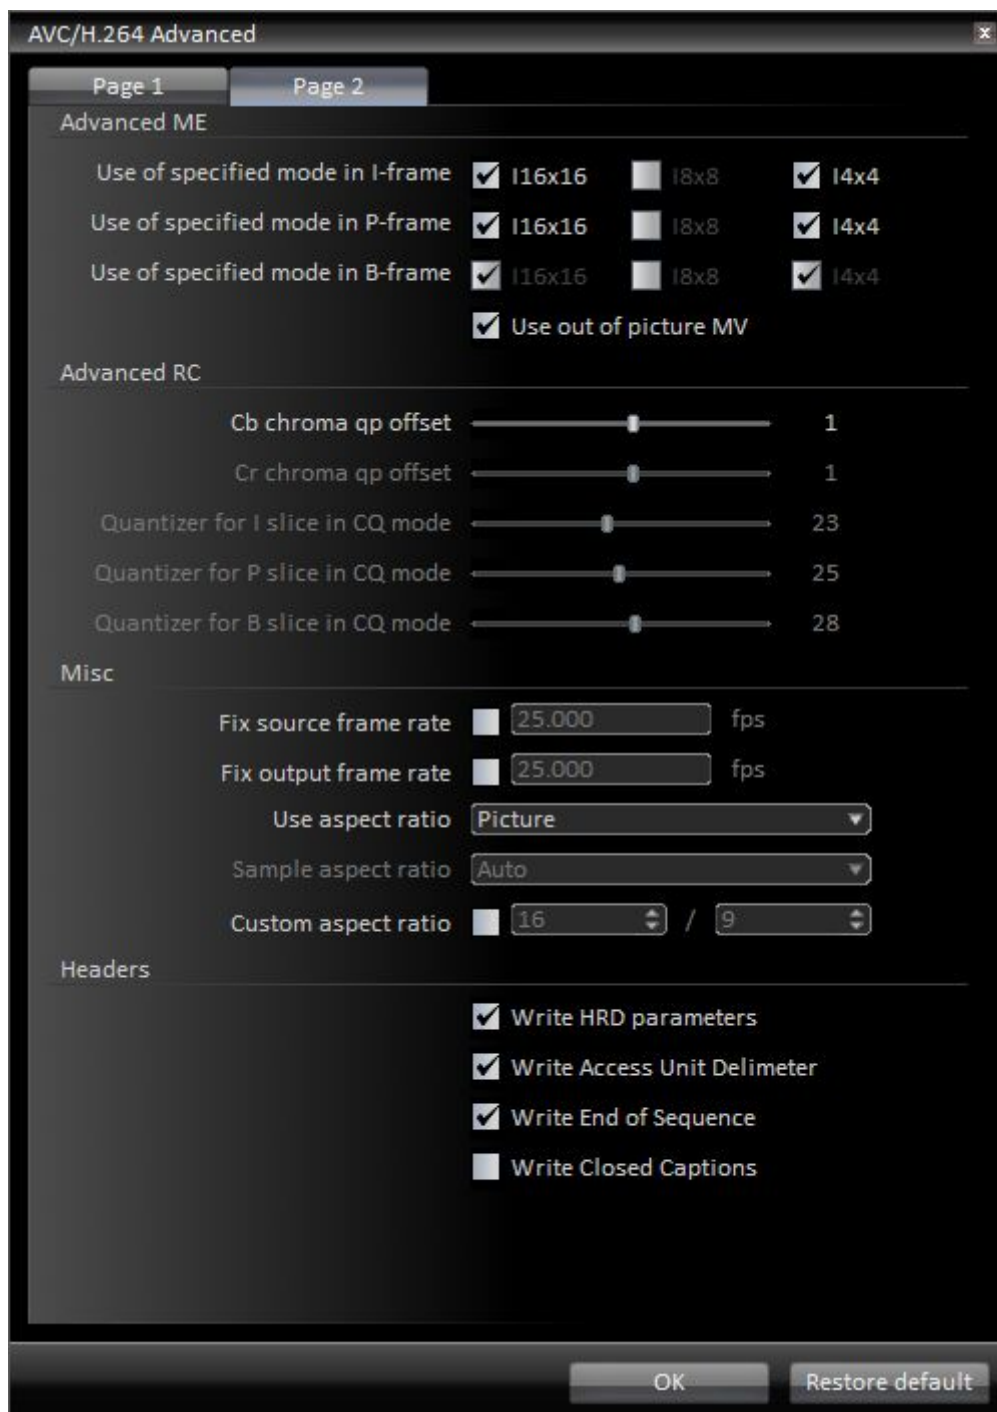 AVC/H.264 Advanced
x
Page 1 Page 2
Advanced ME
Use of specified mode in I-frame I16x16 I8x8 I4x4
Use of specified mode in P-frame I16x16 I8x8 I4x4
Use of specified mode in B-frame I16x16 I8x8 I4x4
Use out of picture MV
Advanced RC
Cb chroma qp offset 1
Cr chroma qp offset 1
Quantizer for I slice in CQ mode 23
Quantizer for P slice in CQ mode 25
Quantizer for B slice in CQ mode 28
Misc
Fix source frame rate 25.000 fps
Fix output frame rate 25.000 fps
Use aspect ratio Picture
Sample aspect ratio Auto
Custom aspect ratio 16 / 9
Headers
Write HRD parameters
Write Access Unit Delimeter
Write End of Sequence
Write Closed Captions
OK Restore default